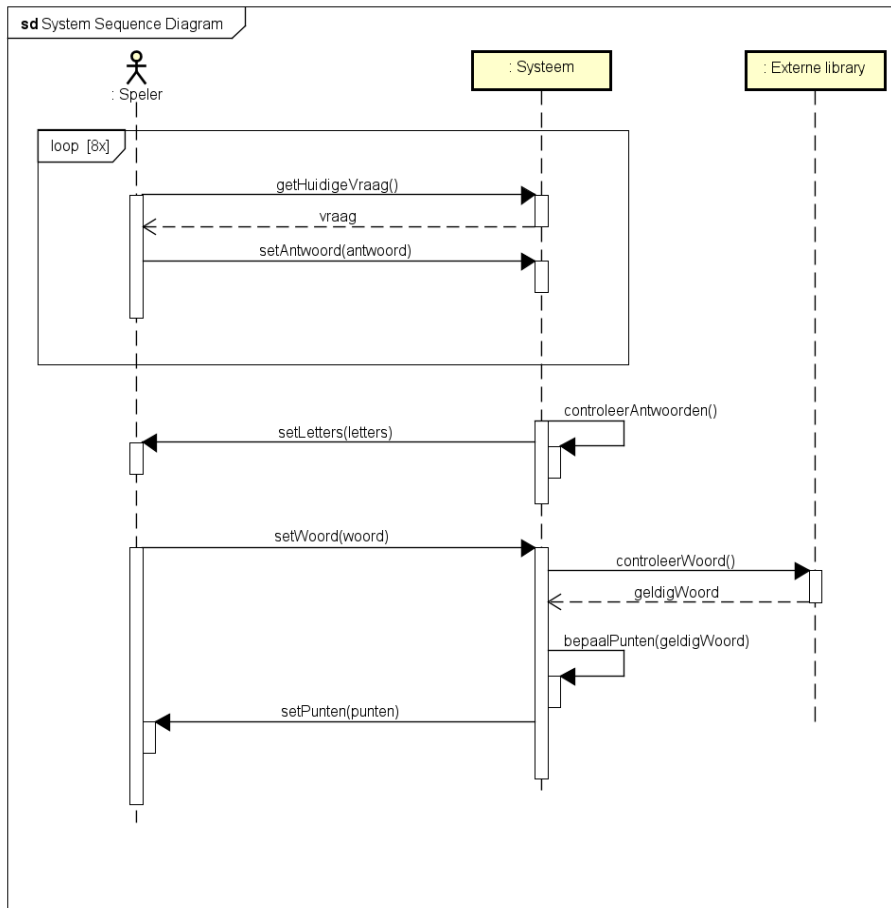 sd System Sequence Diagram
: Speler
: Systeem
: Externe library
loop [8x]
getHuidigeVraag()
vraag
setAntwoord(antwoord)
controleerAntwoorden()
setLetters(letters)
setWoord(woord)
controleerWoord()
geldigWoord
bepaalPunten(geldigWoord)
setPunten(punten)